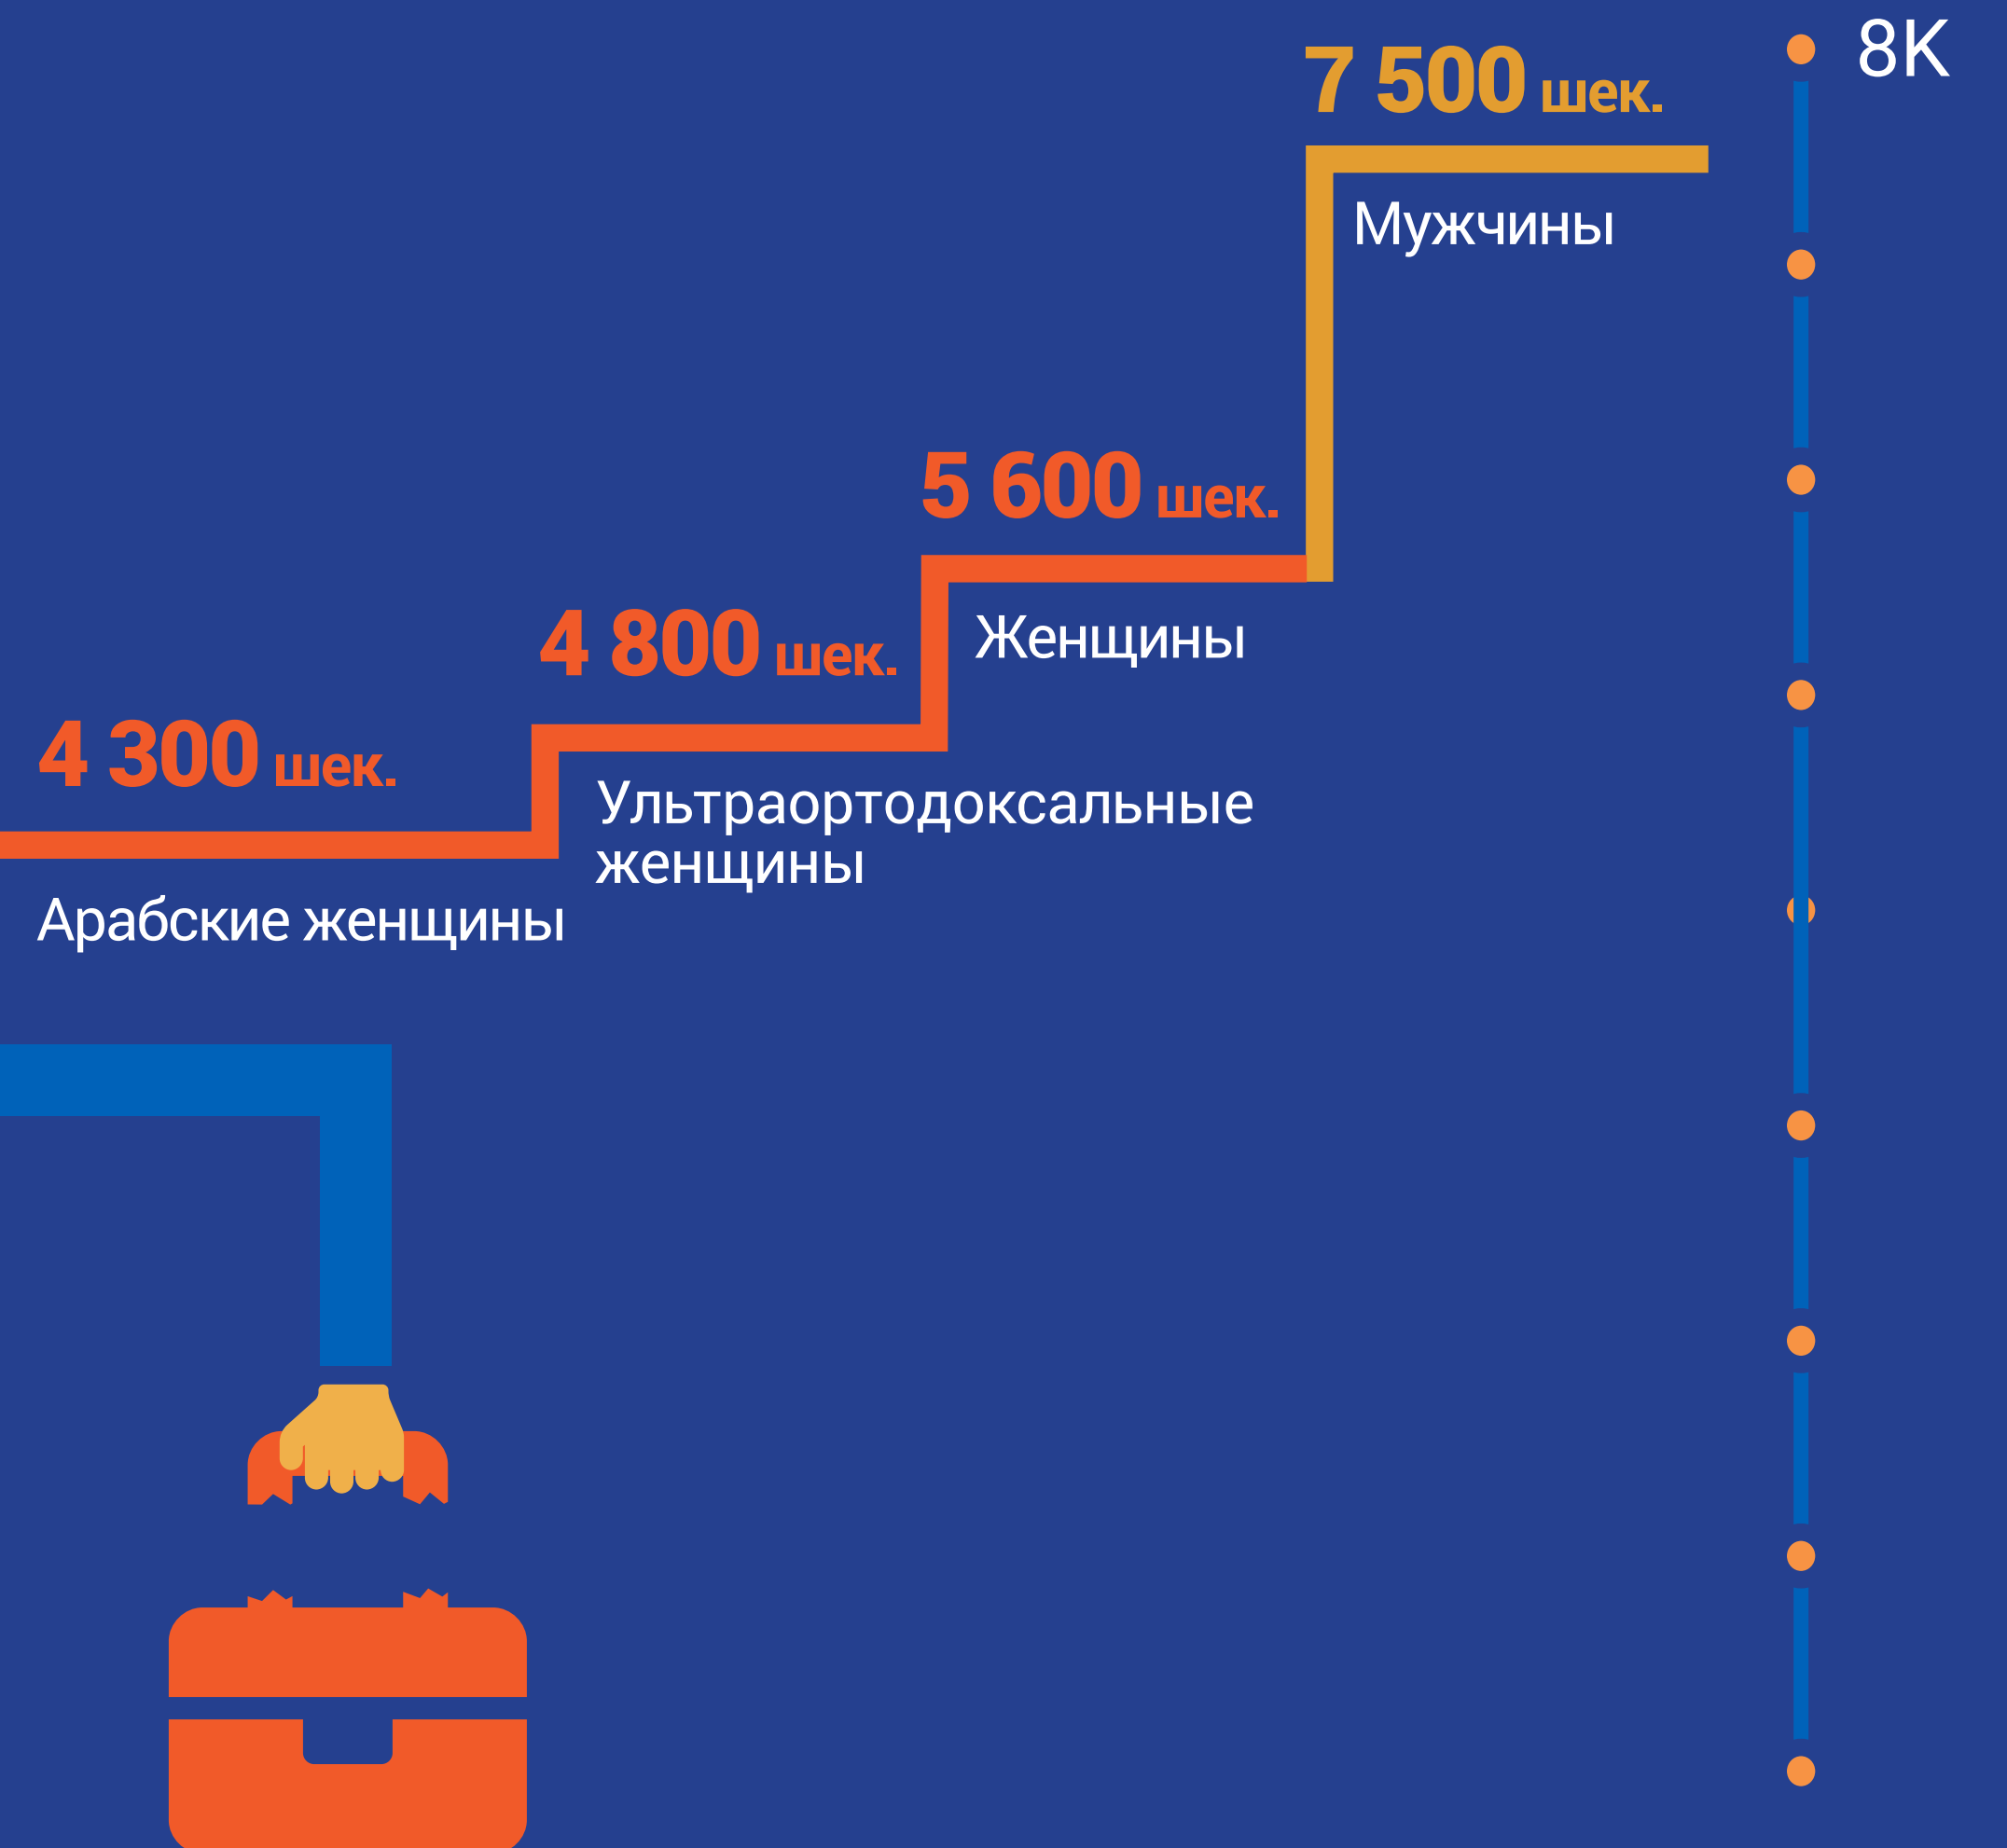 8K
7 500 шек.
Мужчины
5 600 шек.
Женщины
4 800 шек.
Ультраортодоксальные
женщины
4 300 шек.
Арабские женщины